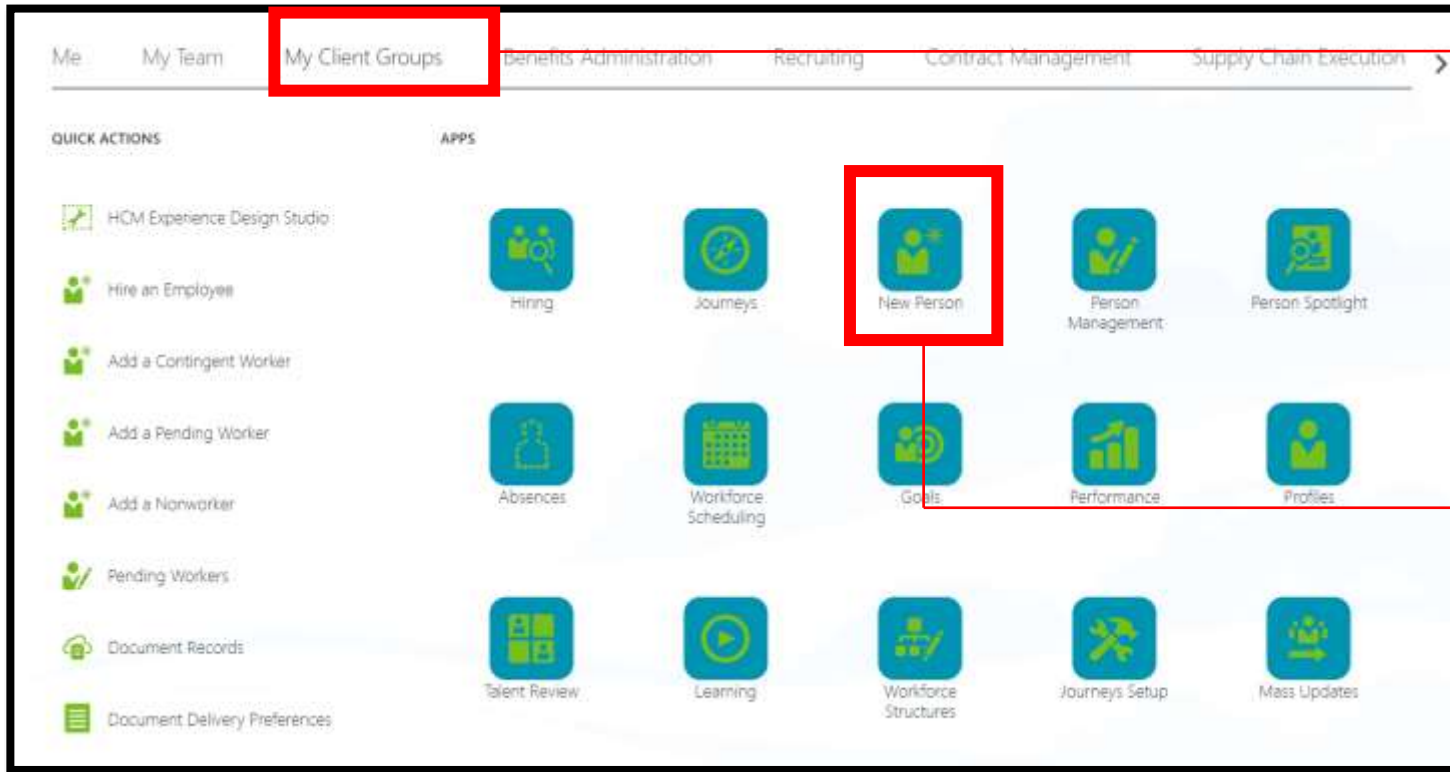 Me My Team My Client Groups Benefits Administration Recruiting Contract Management Supply Chain Execution
QUICK ACTIONS
HCM Experience Design Studio
Hire an Employee
Add a Contingent Worker
Add a Pending Worker
Add a Nonworker
Pending Workers
Document Records
Document Delivery Preferences
APPS
Hiring
Journeys
New Person
Person
Management
Person Spotlight
Absences
Workforce
Scheduling
Goals
Performance
Profiles
Talent Review
Learning
Workforce
Structures
Journeys Setup
Mass Updates